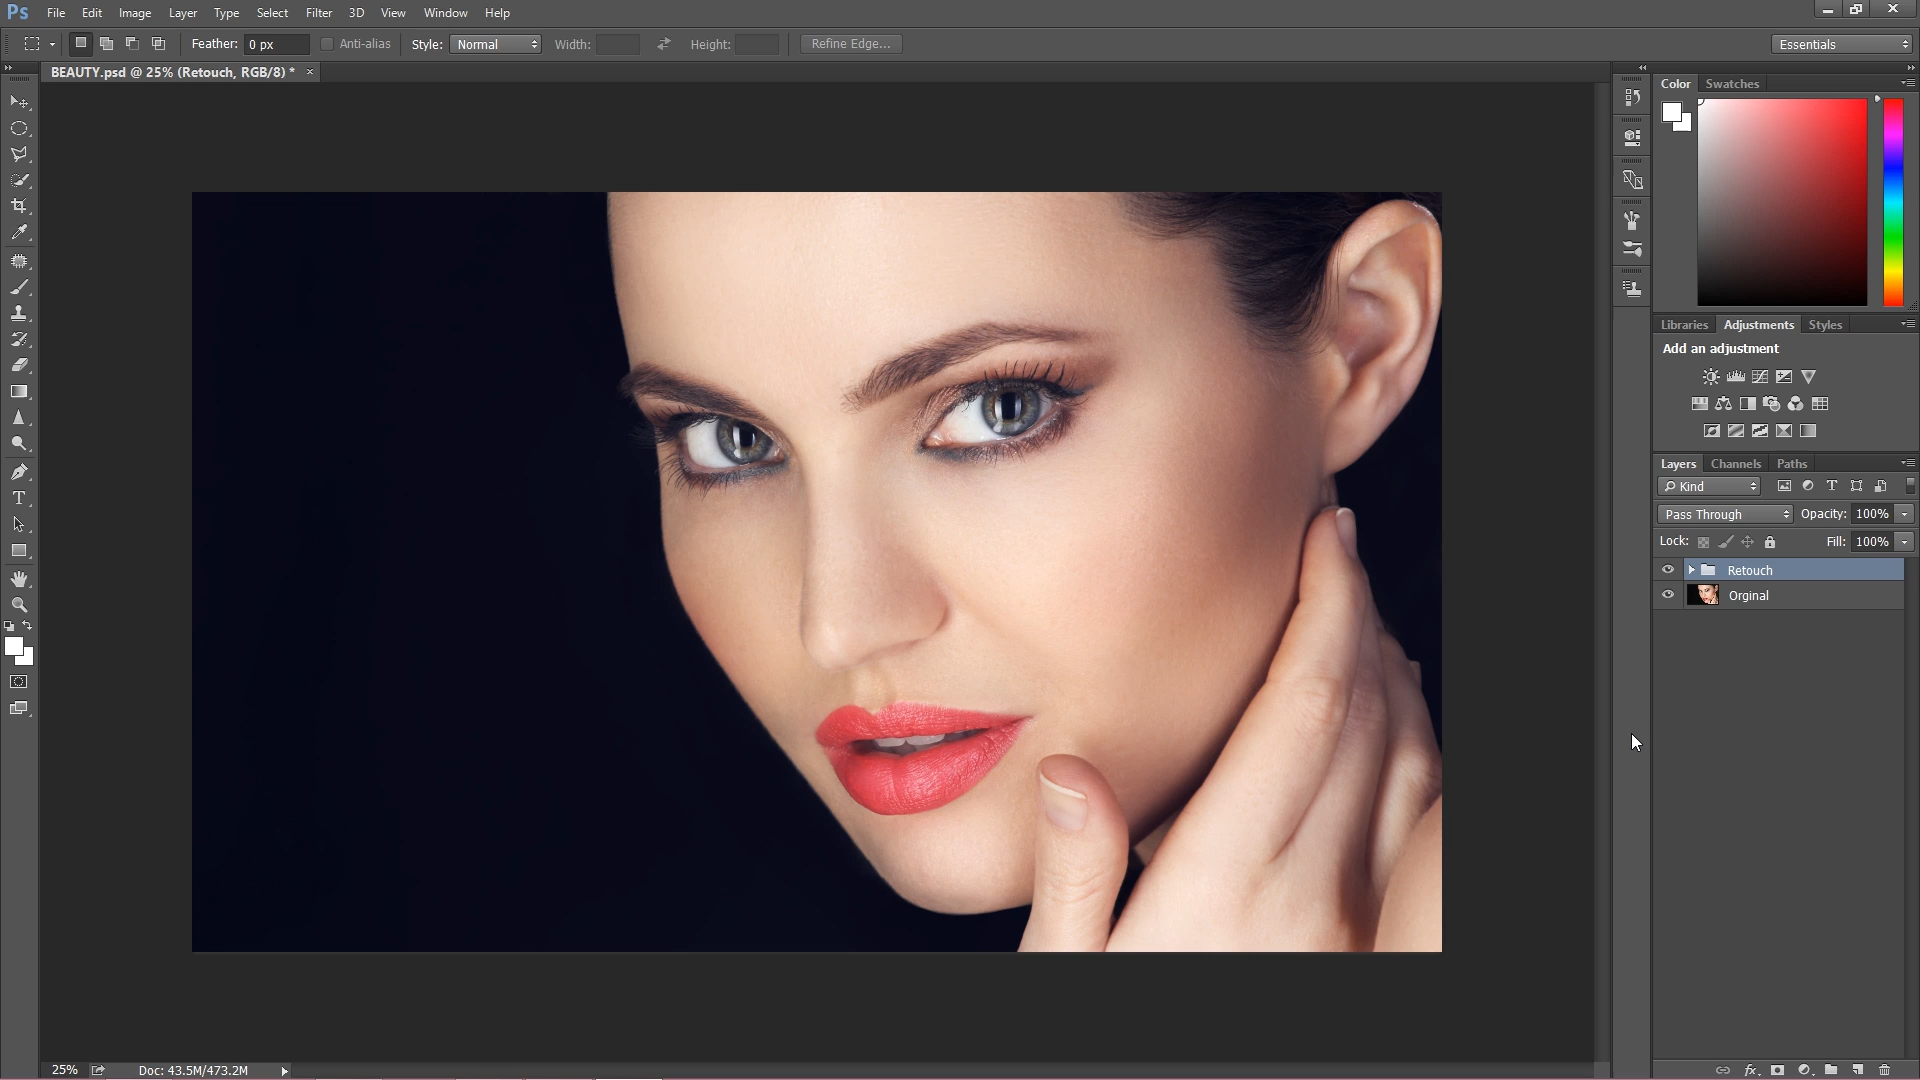 Ps File Edit Image Layer Type Select Filter 3D View Window Help
Feather: 0 px Anti-alias Style: Normal Width: Height: Refine Edge... Essentials
BEAUTY.psd @ 25% (Retouch, RGB/8) * ×
Color Swatches
Libraries Adjustments Styles
Add an adjustment
Layers Channels Paths
Kind
Pass Through Opacity: 100%
Lock: Fill: 100%
Retouch
Orginal
25% Doc: 43.5M/473.2M
fx